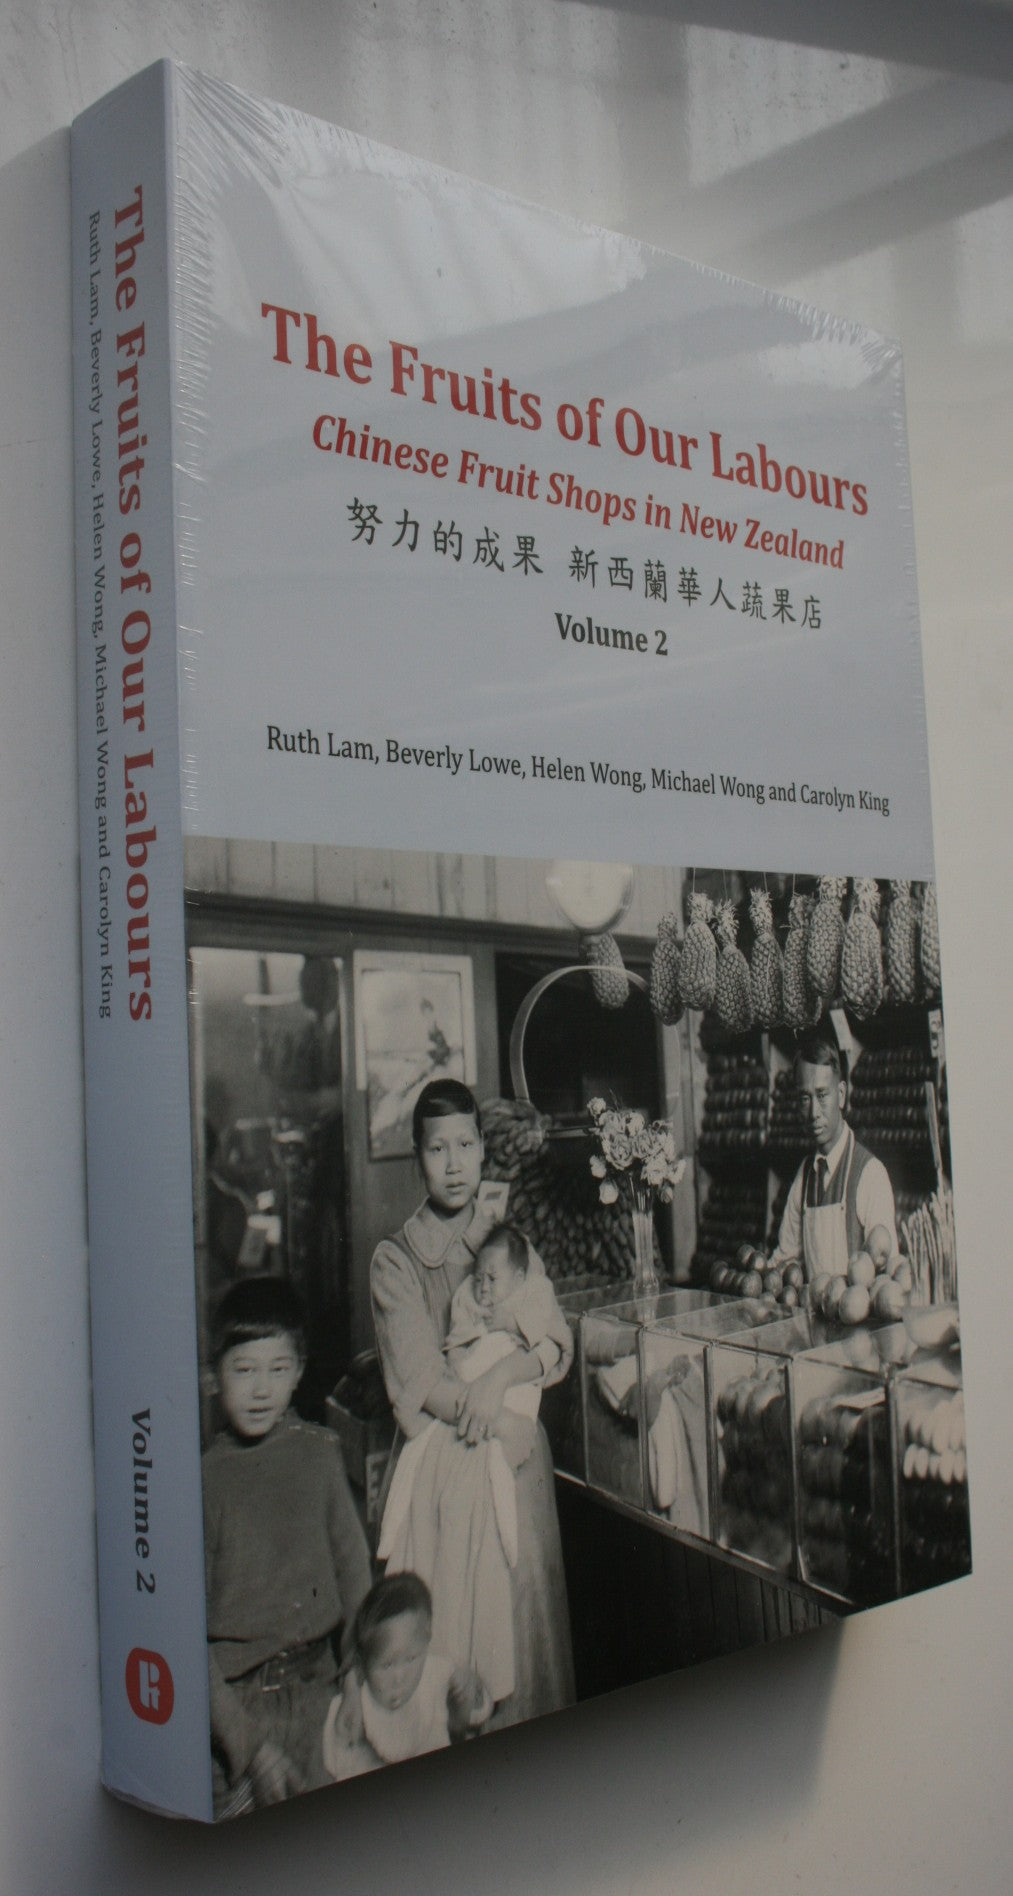 The Fruits of Our Labours
Chinese Fruit Shops in New Zealand
努力的成果 新西蘭華人蔬果店
Volume 2
Ruth Lam, Beverly Lowe, Helen Wong, Michael Wong and Carolyn King
The Fruits of Our Labours
Ruth Lam, Beverly Lowe, Helen Wong, Michael Wong and Carolyn King
Volume 2